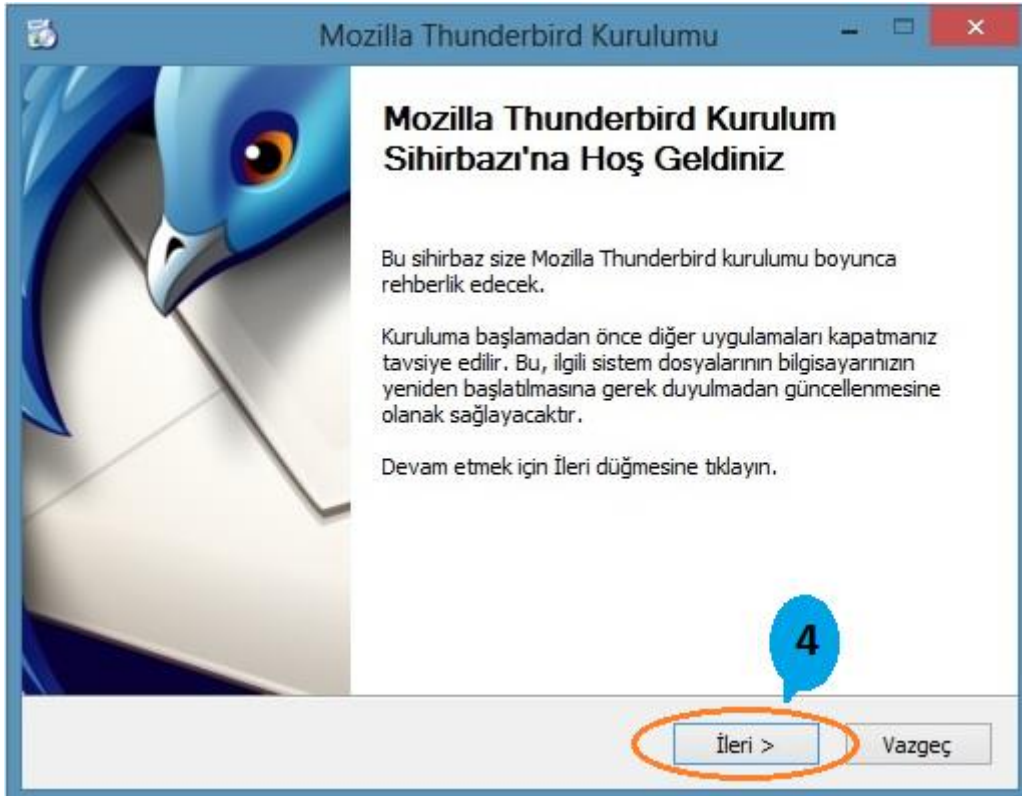 Mozilla Thunderbird Kurulumu
Mozilla Thunderbird Kurulum
Sihirbazı'na Hoş Geldiniz
Bu sihirbaz size Mozilla Thunderbird kurulumu boyunca
rehberlik edecek.
Kuruluma başlamadan önce diğer uygulamaları kapatmanız
tavsiye edilir. Bu, ilgili sistem dosyalarının bilgisayarınızın
yeniden başlatılmasına gerek duyulmadan güncellenmesine
olanak sağlayacaktır.
Devam etmek için İleri düğmesine tıklayın.
4
İleri >
Vazgeç